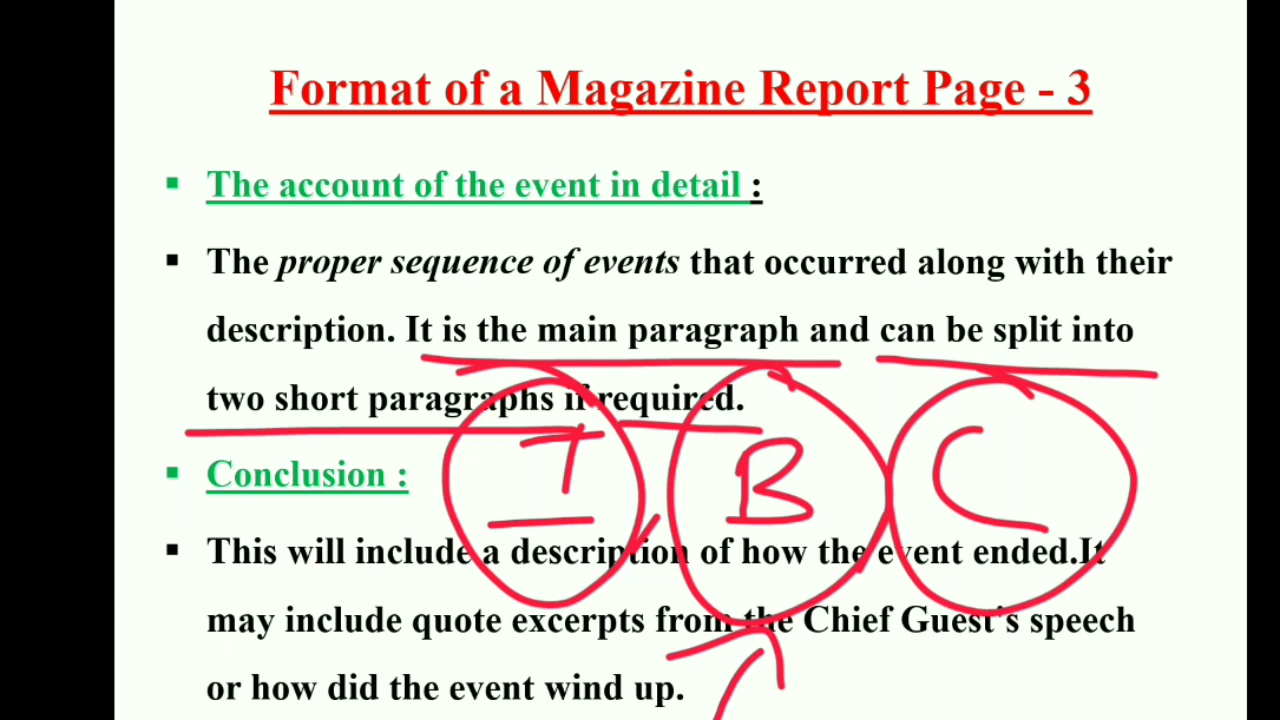 Format of a Magazine Report Page - 3
▪ The account of the event in detail :
▪ The proper sequence of events that occurred along with their
description. It is the main paragraph and can be split into
two short paragraphs if required.
I B C
▪ Conclusion :
▪ This will include a description of how the event ended.It
may include quote excerpts from the Chief Guest's speech
or how did the event wind up.